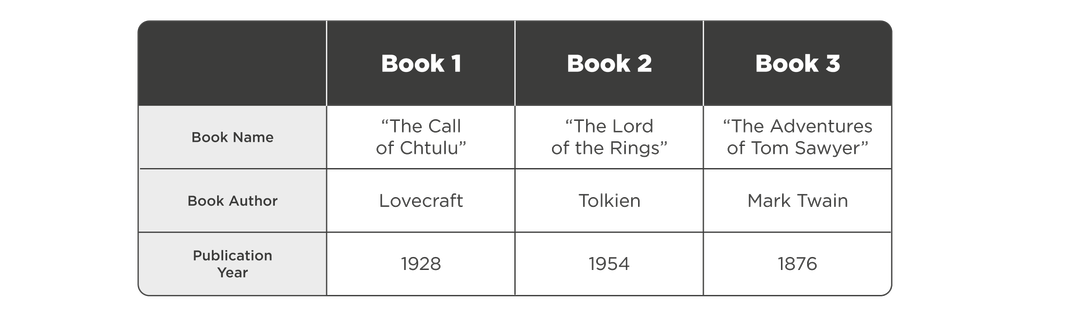 Book 1 Book 2 Book 3
Book Name
“The Call
of Chtulu”
“The Lord
of the Rings”
“The Adventures
of Tom Sawyer”
Book Author Lovecraft Tolkien Mark Twain
Publication
Year
1928 1954 1876